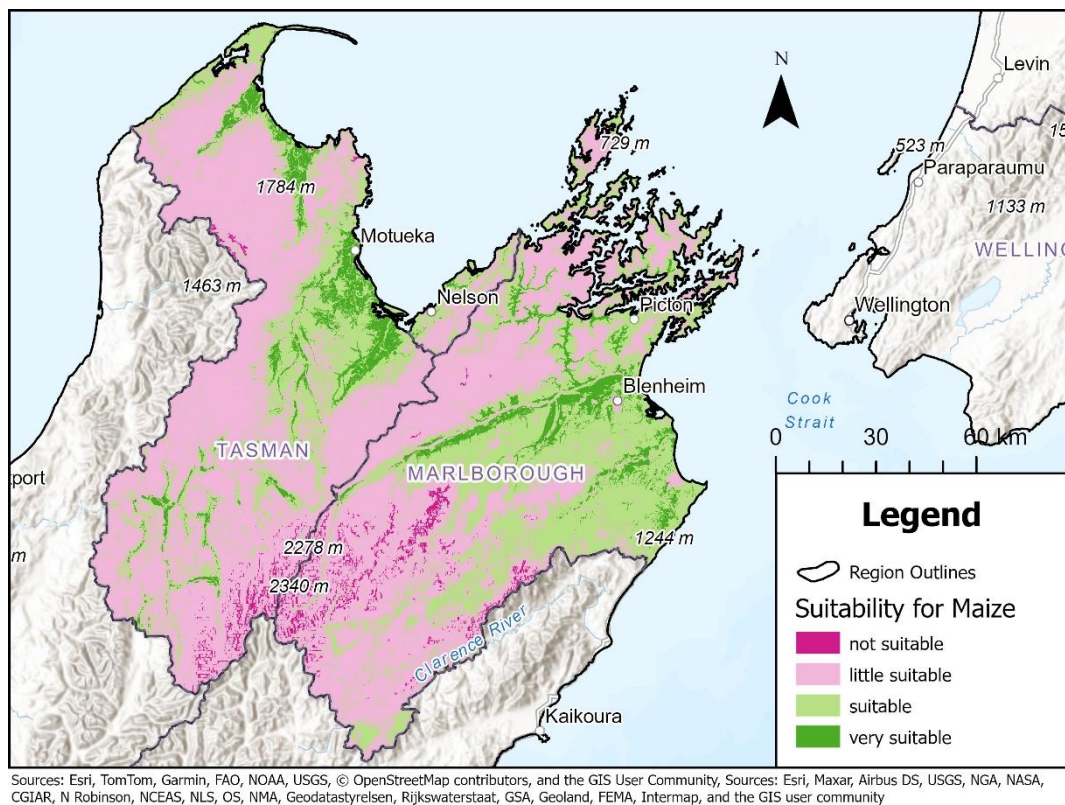 N
Levin
523 m
15
Paraparaumu
1133 m
WELLING
Wellington
Cook
Strait
0 30 60 km
729 m
1784 m
Motueka
1463 m
Nelson
Picton
Blenheim
TASMAN
MARLBOROUGH
port
m
2278 m
2340 m
1244 m
Clarence River
Kaikoura
Legend
Region Outlines
Suitability for Maize
not suitable
little suitable
suitable
very suitable
Sources: Esri, TomTom, Garmin, FAO, NOAA, USGS, © OpenStreetMap contributors, and the GIS User Community, Sources: Esri, Maxar, Airbus DS, USGS, NGA, NASA,
CGIAR, N Robinson, NCEAS, NLS, OS, NMA, Geodatastyrelsen, Rijkswaterstaat, GSA, Geoland, FEMA, Intermap, and the GIS user community